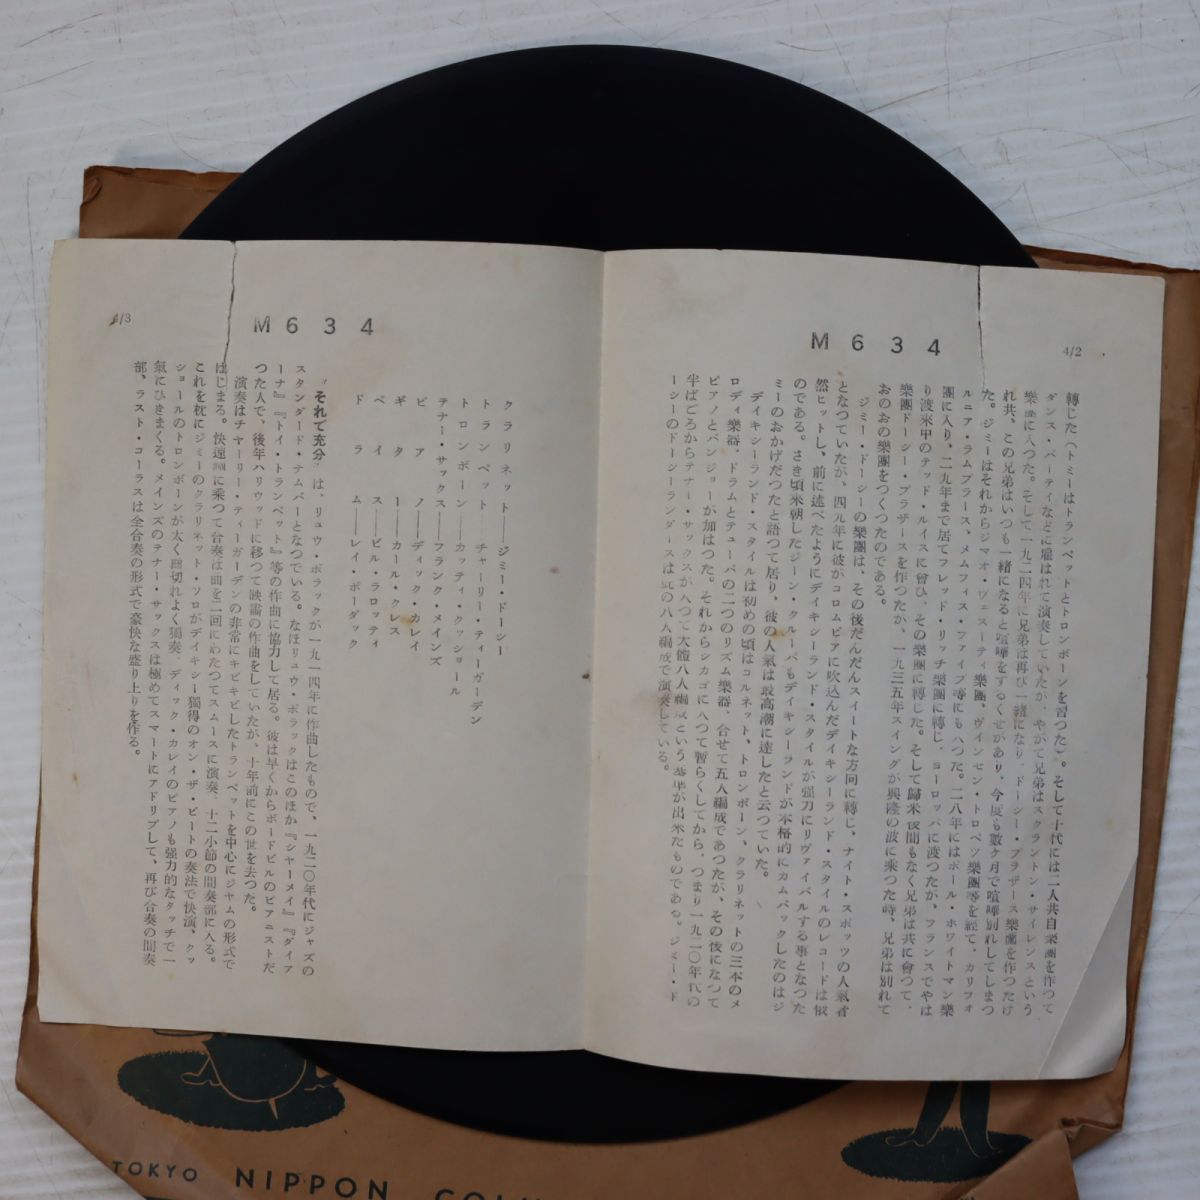 4/2
M634
轉じた(トミーはトランペットとトロンボーンを習つた)。そして十代には二人共自樂團を作つて
ダンス・パーティなどに雇はれて演奏していたが、やがて兄弟はスクラントン・サイレンスという
樂團に入つた。そして一九二四年に兄弟は再び一緒になり、ドーシー・ブラザース樂團を作つたけ
れ共、この兄弟はいつも一緒になると喧嘩をするくせがあり、今度も數ケ月で喧嘩別れしてしまつ
た。ジミーはそれからジマオ・ヴェスーティ樂團、ヴインセン・トロペツ樂團等を經て、カリフォ
ルニア・ラムブラース、メムフィス・ファイブ等にも入つた。二八年にはポール・ホワイトマン樂
團に入り、二九年まで居てフレッド・リッチ樂團に轉じ、ヨーロッパに渡つたが、フランスでやは
り渡米中のテッド・ルイスに會ひ、その樂團に轉じた。そして歸米後間もなく兄弟は共に會つて、
樂團ドーシー・ブラザースを作つたが、一九三五年スイングが興隆の波に乘つた時、兄弟は別れて
おのおの樂團をつくつたのである。
ジミー・ドーシーの樂團は、その後だんだんスイートな方向に轉じ、ナイト・スポッツの人氣者
となつていたが、四九年に彼がコロムビアに吹込んだデイキシーランド・スタイルのレコードは俄
然ヒットし、前に述べたようにデイキシーランド・スタイルが强力にリヴァイバルする事となつた
のである。さき頃來朝したジーン・クルーパもデイキシーランドが本格的にカムバックしたのはジ
ミーのおかげだつたと語つて居り、彼の人氣は最高潮に達したと云つていた。
デイキシーランド・スタイルは初めの頃はコルネット、トロンボーン、クラリネットの三本のメ
ロディ樂器、ドラムとテューバの二つのリズム樂器、合せて五人編成であつたが、その後になつて
ピアノとバンジョーが加はつた。それからシカゴに入つて暫らくしてから、つまり一九二〇年代の
半ばごろからテナー・サックスが入つて大體八人編成という基準が出來たものである。ジミー・ド
ーシーのドーシーランダースは此の八人編成で演奏している。
4/3
M634
クラリネット——ジミー・ドーシー
トランペット——チャーリー・ティーガーデン
トロンボーン——カッティ・クッショール
テナー・サックス——フランク・メインズ
ピアノ——ディック・カレイ
ギター——カール・クレス
ベイス——ビル・ラロッティ
ドラム——レイ・ボーダック
〃それで充分〃は、リュウ・ポラックが一九一四年に作曲したもので、一九二〇年代にジャズの
スタンダード・ナムバーとなつている。なほリュウ・ポラックはこのほか『シャーメイ』『ダイア
ーナ』『トイ・トランペット』等の作曲に協力して居る。彼は早くからボードビルのピアニストだ
つた人で、後年ハリウッドに移つて映畵の作曲をしていたが、十年前にこの世を去つた。
演奏はチャーリー・ティーガーデンの非常にキビキビしたトランペットを中心にジャムの形式で
はじまる。快適に乘つて合奏は曲を二回にわたつてスムースに演奏、十二小節の間奏部に入る。
これを枕にジミーのクラリネット・ソロがデイキシー獨得のオン・ザ・ビートの奏法で快演、クッ
ショールのトロンボーンが太く歯切れよく獨奏、ディック・カレイのピアノも强力的なタッチで一
氣にひきまくる。メインズのテナー・サックスは極めてスマートにアドリブして、再び合奏の間奏
部、ラスト・コーラスは全合奏の形式で豪快な盛り上りを作る。
TOKYO NIPPON